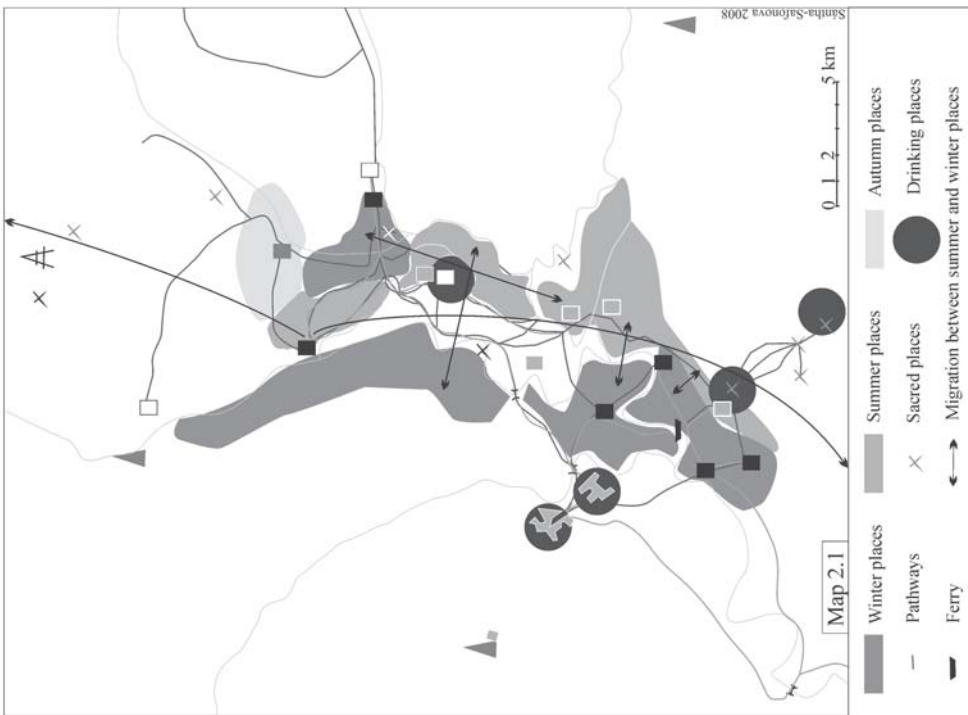 Sántha-Safonova 2008
0 1 2 5 km
Map 2.1
Winter places
Summer places
Autumn places
Pathways
Sacred places
Drinking places
Ferry
Migration between summer and winter places